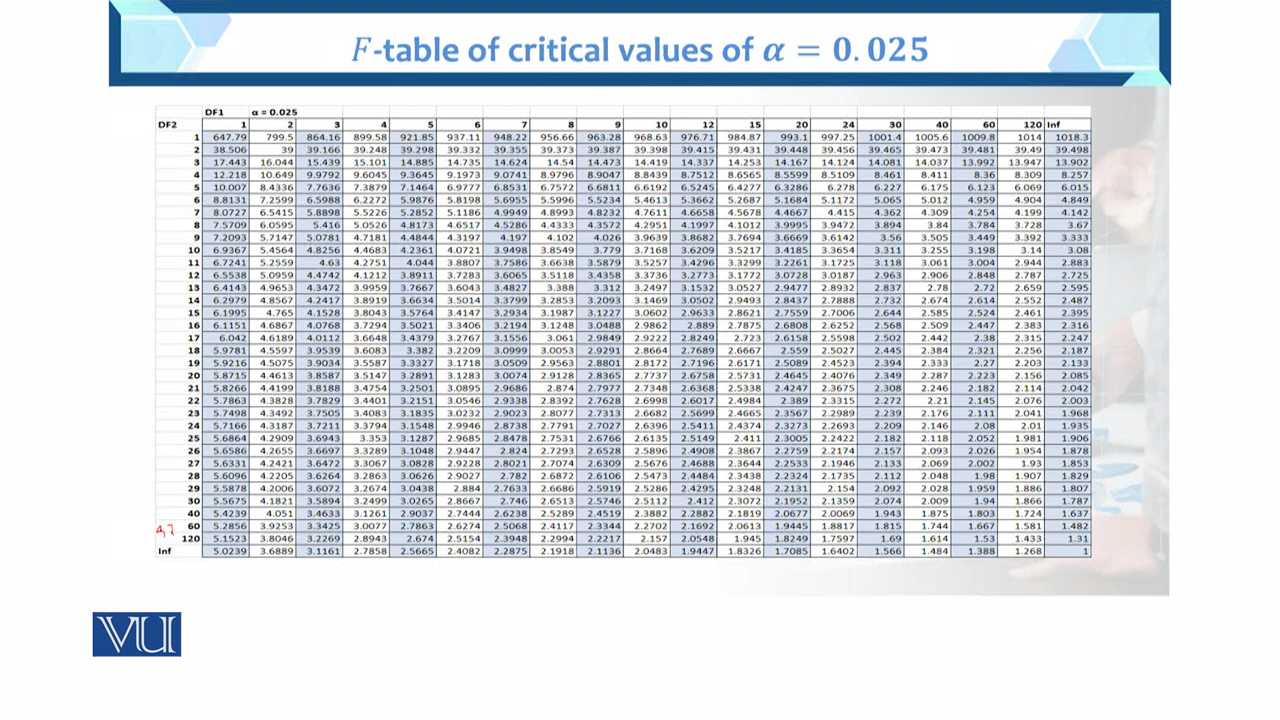 F-table of critical values of α = 0.025
DF1 α = 0.025
DF2 1 2 3 4 5 6 7 8 9 10 12 15 20 24 30 40 60 120 Inf
1 647.79 799.5 864.16 899.58 921.85 937.11 948.22 956.66 963.28 968.63 976.71 984.87 993.1 997.25 1001.4 1005.6 1009.8 1014 1018.3
2 38.506 39 39.166 39.248 39.298 39.332 39.355 39.373 39.387 39.398 39.415 39.431 39.448 39.456 39.465 39.473 39.481 39.49 39.498
3 17.443 16.044 15.439 15.101 14.885 14.735 14.624 14.54 14.473 14.419 14.337 14.253 14.167 14.124 14.081 14.037 13.992 13.947 13.902
4 12.218 10.649 9.9792 9.6045 9.3645 9.1973 9.0741 8.9796 8.9047 8.8439 8.7512 8.6565 8.5599 8.5109 8.461 8.411 8.36 8.309 8.257
5 10.007 8.4336 7.7636 7.3879 7.1464 6.9777 6.8531 6.7572 6.6811 6.6192 6.5245 6.4277 6.3286 6.278 6.227 6.175 6.123 6.069 6.015
6 8.8131 7.2599 6.5988 6.2272 5.9876 5.8198 5.6955 5.5996 5.5234 5.4613 5.3662 5.2687 5.1684 5.1172 5.065 5.012 4.959 4.904 4.849
7 8.0727 6.5415 5.8898 5.5226 5.2852 5.1186 4.9949 4.8993 4.8232 4.7611 4.6658 4.5678 4.4667 4.415 4.362 4.309 4.254 4.199 4.142
8 7.5709 6.0595 5.416 5.0526 4.8173 4.6517 4.5286 4.4333 4.3572 4.2951 4.1997 4.1012 3.9995 3.9472 3.894 3.84 3.784 3.728 3.67
9 7.2093 5.7147 5.0781 4.7181 4.4844 4.3197 4.197 4.102 4.026 3.9639 3.8682 3.7694 3.6669 3.6142 3.56 3.505 3.449 3.392 3.333
10 6.9367 5.4564 4.8256 4.4683 4.2361 4.0721 3.9498 3.8549 3.779 3.7168 3.6209 3.5217 3.4185 3.3654 3.311 3.255 3.198 3.14 3.08
11 6.7241 5.2559 4.63 4.2751 4.044 3.8807 3.7586 3.6638 3.5879 3.5257 3.4296 3.3299 3.2261 3.1725 3.118 3.061 3.004 2.944 2.883
12 6.5538 5.0959 4.4742 4.1212 3.8911 3.7283 3.6065 3.5118 3.4358 3.3736 3.2773 3.1772 3.0728 3.0187 2.963 2.906 2.848 2.787 2.725
13 6.4143 4.9653 4.3472 3.9959 3.7667 3.6043 3.4827 3.388 3.312 3.2497 3.1532 3.0527 2.9477 2.8932 2.837 2.78 2.72 2.659 2.595
14 6.2979 4.8567 4.2417 3.8919 3.6634 3.5014 3.3799 3.2853 3.2093 3.1469 3.0502 2.9493 2.8437 2.7888 2.732 2.674 2.614 2.552 2.487
15 6.1995 4.765 4.1528 3.8043 3.5764 3.4147 3.2934 3.1987 3.1227 3.0602 2.9633 2.8621 2.7559 2.7006 2.644 2.585 2.524 2.461 2.395
16 6.1151 4.6867 4.0768 3.7294 3.5021 3.3406 3.2194 3.1248 3.0488 2.9862 2.889 2.7875 2.6808 2.6252 2.568 2.509 2.447 2.383 2.316
17 6.042 4.6189 4.0112 3.6648 3.4379 3.2767 3.1556 3.061 2.9849 2.9222 2.8249 2.723 2.6158 2.5598 2.502 2.442 2.38 2.315 2.247
18 5.9781 4.5597 3.9539 3.6083 3.382 3.2209 3.0999 3.0053 2.9291 2.8664 2.7689 2.6667 2.559 2.5027 2.445 2.384 2.321 2.256 2.187
19 5.9216 4.5075 3.9034 3.5587 3.3327 3.1718 3.0509 2.9563 2.8801 2.8172 2.7196 2.6171 2.5089 2.4523 2.394 2.333 2.27 2.203 2.133
20 5.8715 4.4613 3.8587 3.5147 3.2891 3.1283 3.0074 2.9128 2.8365 2.7737 2.6758 2.5731 2.4645 2.4076 2.349 2.287 2.223 2.156 2.085
21 5.8266 4.4199 3.8188 3.4754 3.2501 3.0895 2.9686 2.874 2.7977 2.7348 2.6368 2.5338 2.4247 2.3675 2.308 2.246 2.182 2.114 2.042
22 5.7863 4.3828 3.7829 3.4401 3.2151 3.0546 2.9338 2.8392 2.7628 2.6998 2.6017 2.4984 2.389 2.3315 2.272 2.21 2.145 2.076 2.003
23 5.7498 4.3492 3.7505 3.4083 3.1835 3.0232 2.9023 2.8077 2.7313 2.6682 2.5699 2.4665 2.3567 2.2989 2.239 2.176 2.111 2.041 1.968
24 5.7166 4.3187 3.7211 3.3794 3.1548 2.9946 2.8738 2.7791 2.7027 2.6396 2.5411 2.4374 2.3273 2.2693 2.209 2.146 2.08 2.01 1.935
25 5.6864 4.2909 3.6943 3.353 3.1287 2.9685 2.8478 2.7531 2.6766 2.6135 2.5149 2.411 2.3005 2.2422 2.182 2.118 2.052 1.981 1.906
26 5.6586 4.2655 3.6697 3.3289 3.1048 2.9447 2.824 2.7293 2.6528 2.5896 2.4908 2.3867 2.2759 2.2174 2.157 2.093 2.026 1.954 1.878
27 5.6331 4.2421 3.6472 3.3067 3.0828 2.9228 2.8021 2.7074 2.6309 2.5676 2.4688 2.3644 2.2533 2.1946 2.133 2.069 2.002 1.93 1.853
28 5.6096 4.2205 3.6264 3.2863 3.0626 2.9027 2.782 2.6872 2.6106 2.5473 2.4484 2.3438 2.2324 2.1735 2.112 2.048 1.98 1.907 1.829
29 5.5878 4.2006 3.6072 3.2674 3.0438 2.884 2.7633 2.6686 2.5919 2.5286 2.4295 2.3248 2.2131 2.154 2.092 2.028 1.959 1.886 1.807
30 5.5675 4.1821 3.5894 3.2499 3.0265 2.8667 2.746 2.6513 2.5746 2.5112 2.412 2.3072 2.1952 2.1359 2.074 2.009 1.94 1.866 1.787
40 5.4239 4.051 3.4633 3.1261 2.9037 2.7444 2.6238 2.5289 2.4519 2.3882 2.2882 2.1819 2.0677 2.0069 1.943 1.875 1.803 1.724 1.637
60 5.2856 3.9253 3.3425 3.0077 2.7863 2.6274 2.5068 2.4117 2.3344 2.2702 2.1692 2.0613 1.9445 1.8817 1.815 1.744 1.667 1.581 1.482
120 5.1523 3.8046 3.2269 2.8943 2.674 2.5154 2.3948 2.2994 2.2217 2.157 2.0548 1.945 1.8249 1.7597 1.69 1.614 1.53 1.433 1.31
Inf 5.0239 3.6889 3.1161 2.7858 2.5665 2.4082 2.2875 2.1918 2.1136 2.0483 1.9447 1.8326 1.7085 1.6402 1.566 1.484 1.388 1.268 1
VU